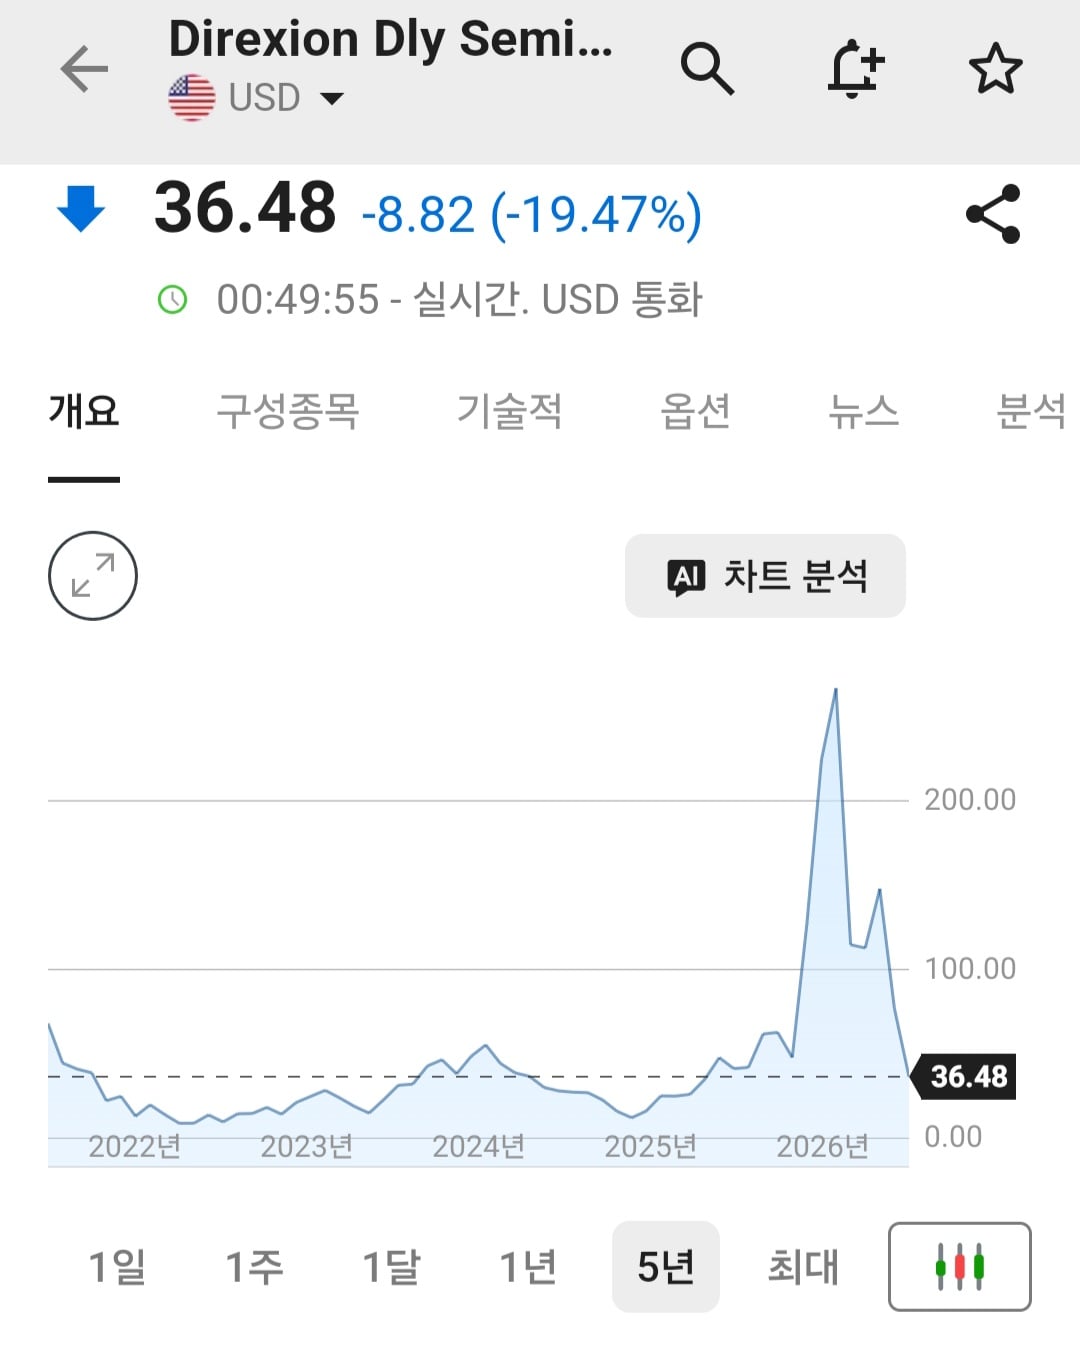 Direxion Dly Semi...
USD
36.48 -8.82 (-19.47%)
00:49:55 - 실시간. USD 통화
개요 구성종목 기술적 옵션 뉴스 분석
AI 차트 분석
200.00
100.00
36.48
0.00
2022년 2023년 2024년 2025년 2026년
1일 1주 1달 1년 5년 최대